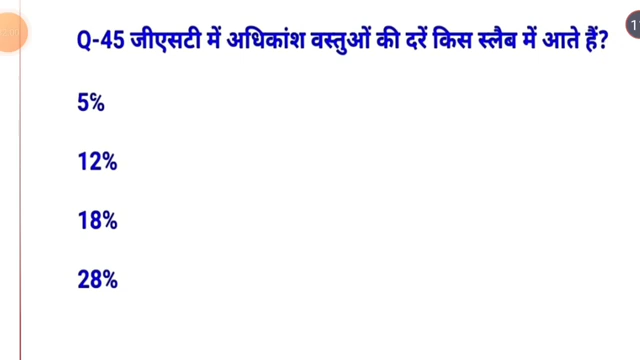 Q-45 जीएसटी में अधिकांश वस्तुओं की दरें किस स्लैब में आते हैं?
5%
12%
18%
28%